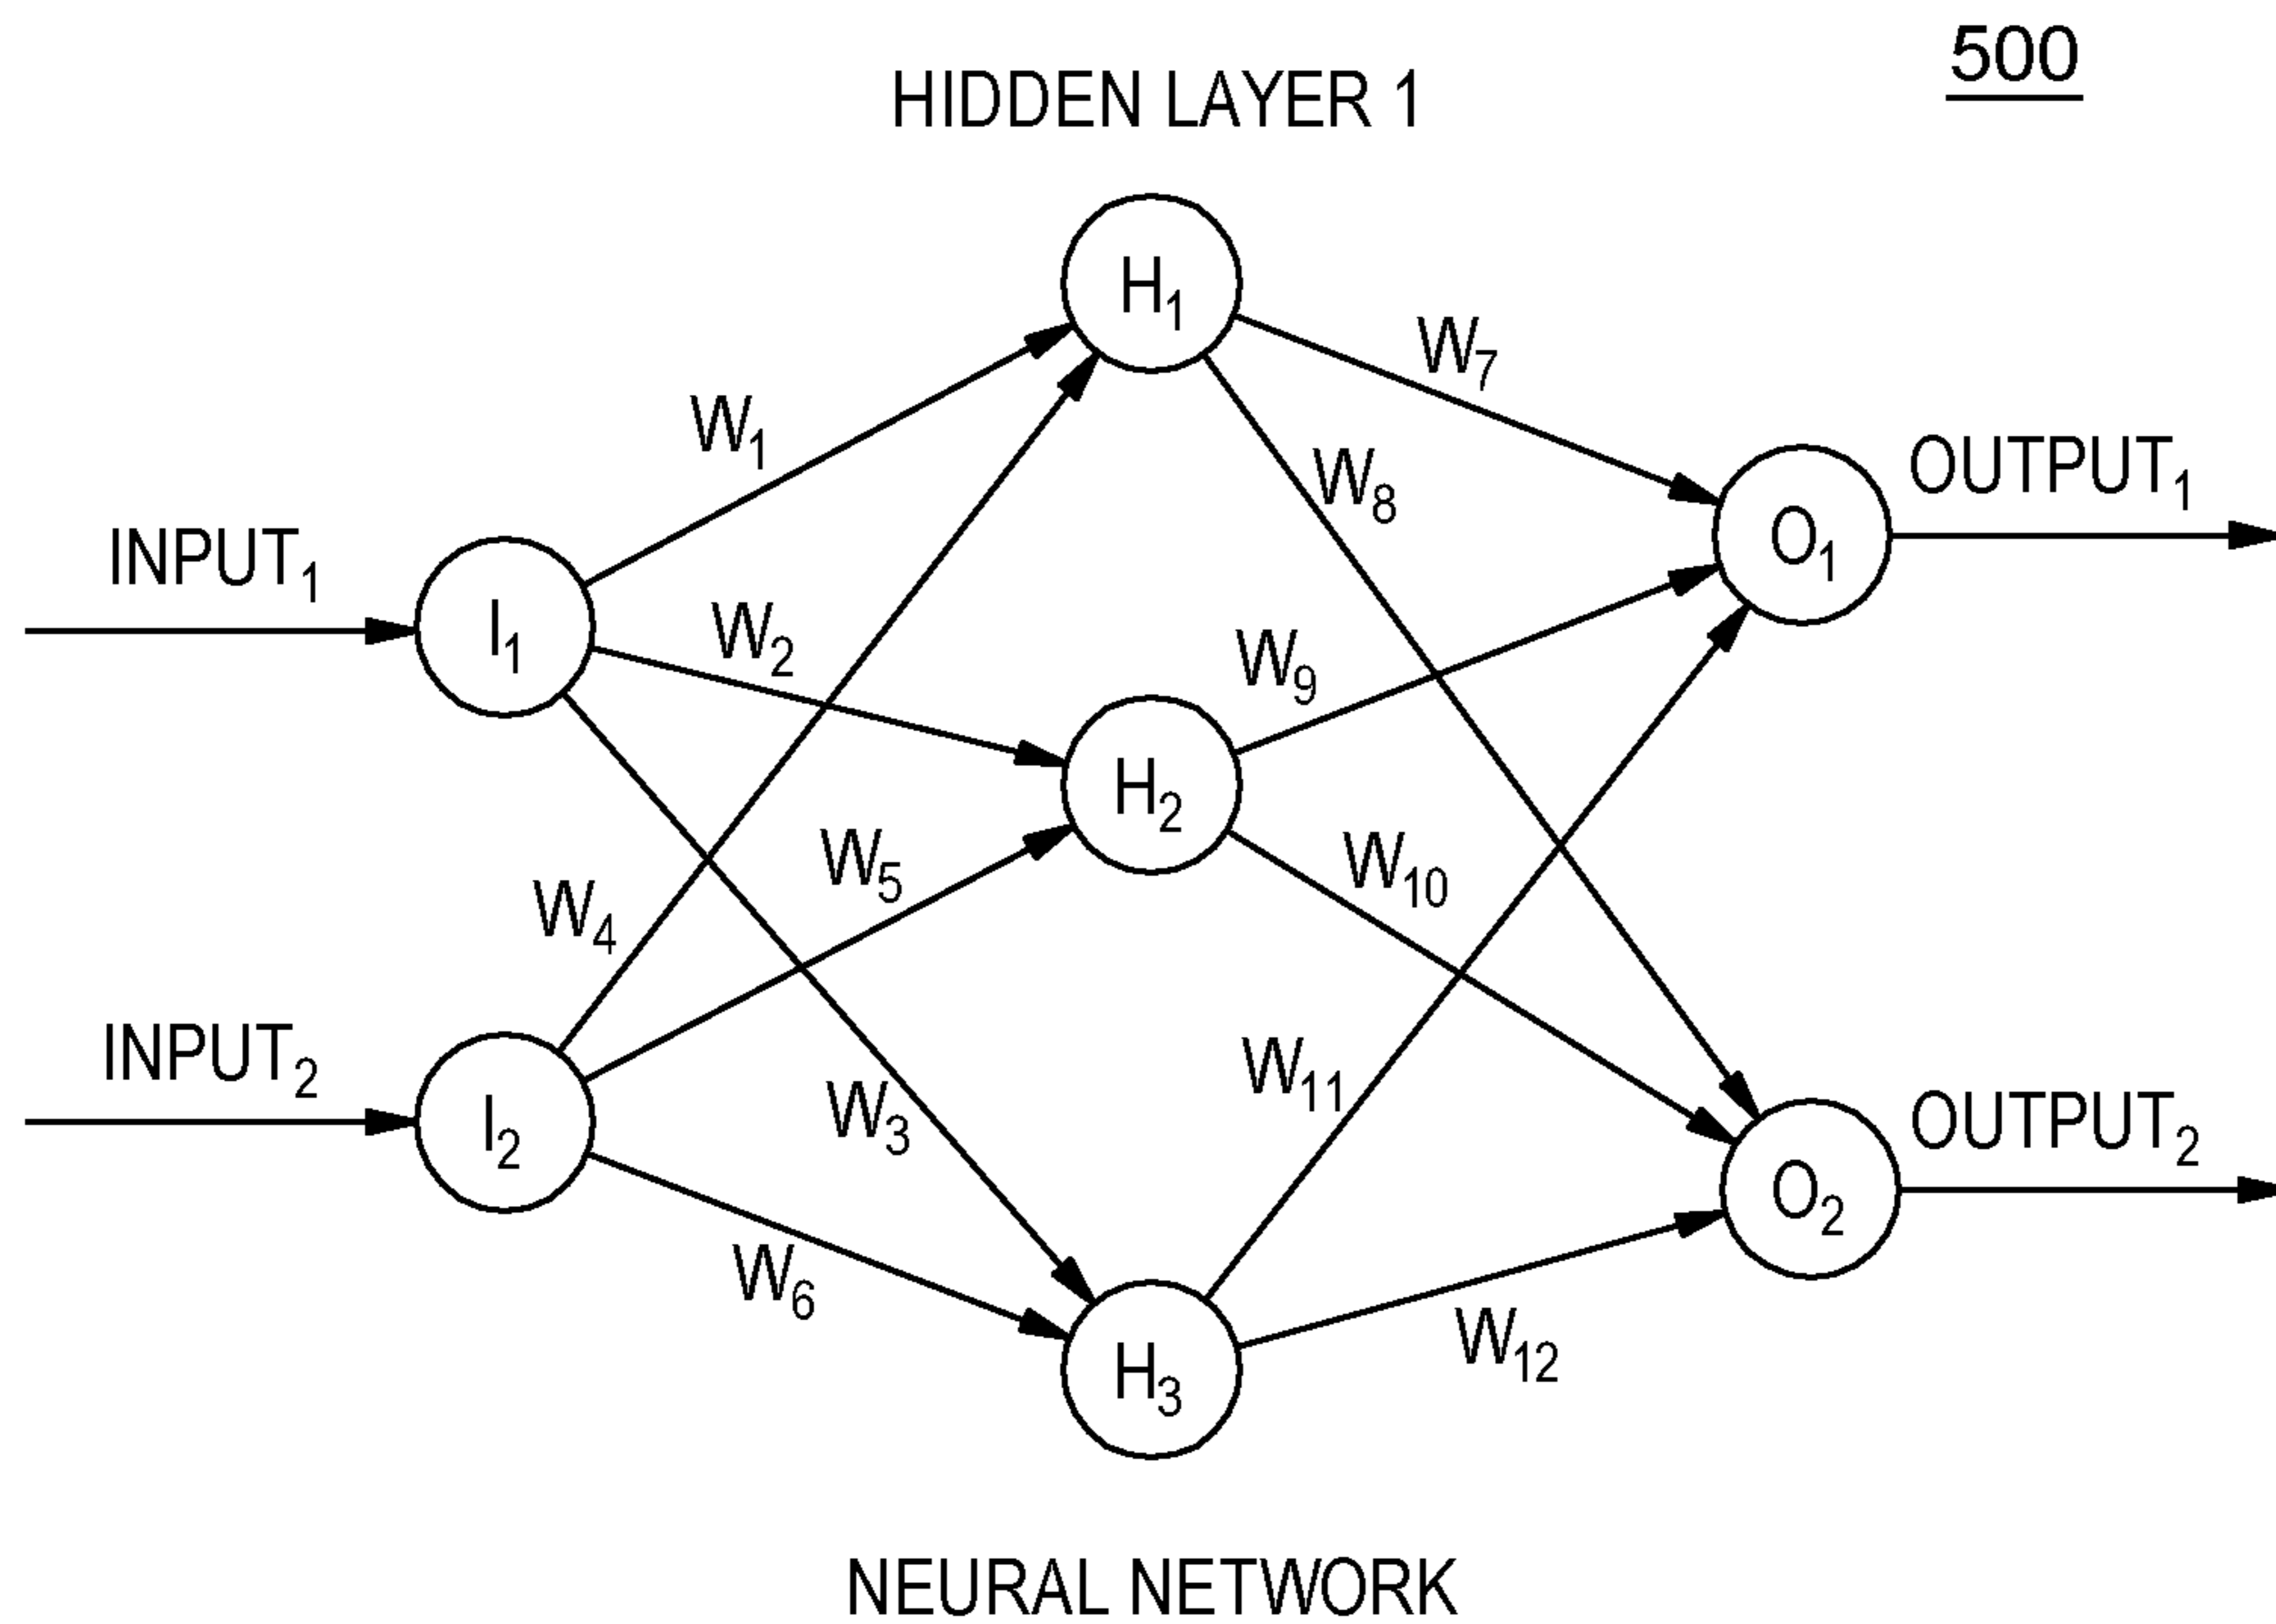 500
HIDDEN LAYER 1
H₁
W₇
W₁
OUTPUT₁
W₈
INPUT₁
O₁
I₁
W₂
W₉
H₂
W₅
W₁₀
W₄
INPUT₂
W₁₁
OUTPUT₂
W₃
I₂
O₂
W₆
W₁₂
H₃
NEURAL NETWORK